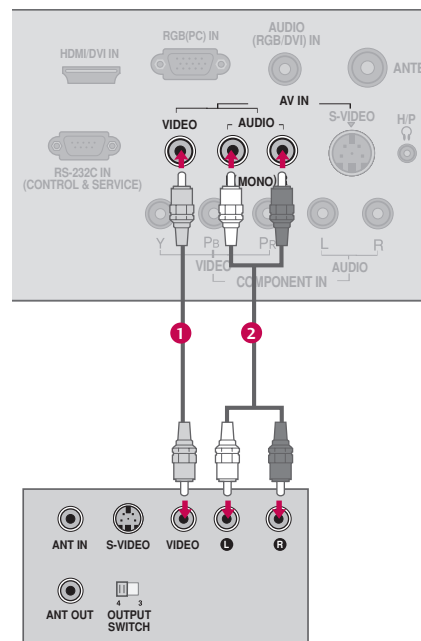 HDMI/DVI IN
RGB(PC) IN
AUDIO
(RGB/DVI) IN
ANTE
AV IN
VIDEO
AUDIO
S-VIDEO
H/P
RS-232C IN
(CONTROL & SERVICE)
(MONO)
Y
PB
PR
L
R
VIDEO
AUDIO
COMPONENT IN
1
2
ANT IN
S-VIDEO
VIDEO
L
R
ANT OUT
4 3
OUTPUT
SWITCH